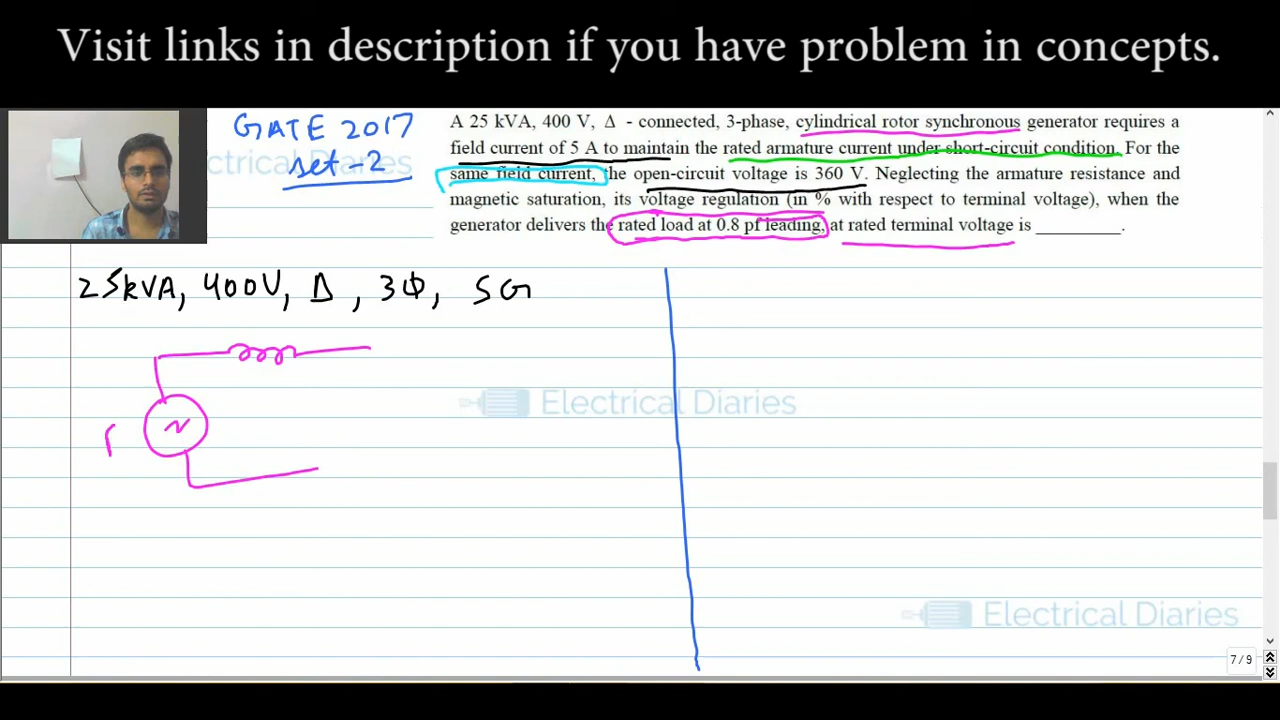 Visit links in description if you have problem in concepts.
GATE 2017
set-2
A 25 kVA, 400 V, Δ - connected, 3-phase, cylindrical rotor synchronous generator requires a
field current of 5 A to maintain the rated armature current under short-circuit condition. For the
same field current, the open-circuit voltage is 360 V. Neglecting the armature resistance and
magnetic saturation, its voltage regulation (in % with respect to terminal voltage), when the
generator delivers the rated load at 0.8 pf leading, at rated terminal voltage is ________.
25kVA, 400V, Δ, 3Φ, SG
Electrical Diaries
Electrical Diaries
7/9